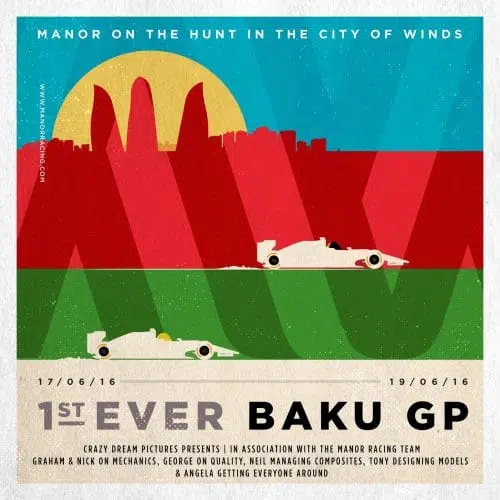 MANOR ON THE HUNT IN THE CITY OF WINDS
WWW.MANORRACING.COM
17/06/16
19/06/16
1ST EVER BAKU GP
CRAZY DREAM PICTURES PRESENTS | IN ASSOCIATION WITH THE MANOR RACING TEAM
GRAHAM & NICK ON MECHANICS, GEORGE ON QUALITY, NEIL MANAGING COMPOSITES, TONY DESIGNING MODELS
& ANGELA GETTING EVERYONE AROUND